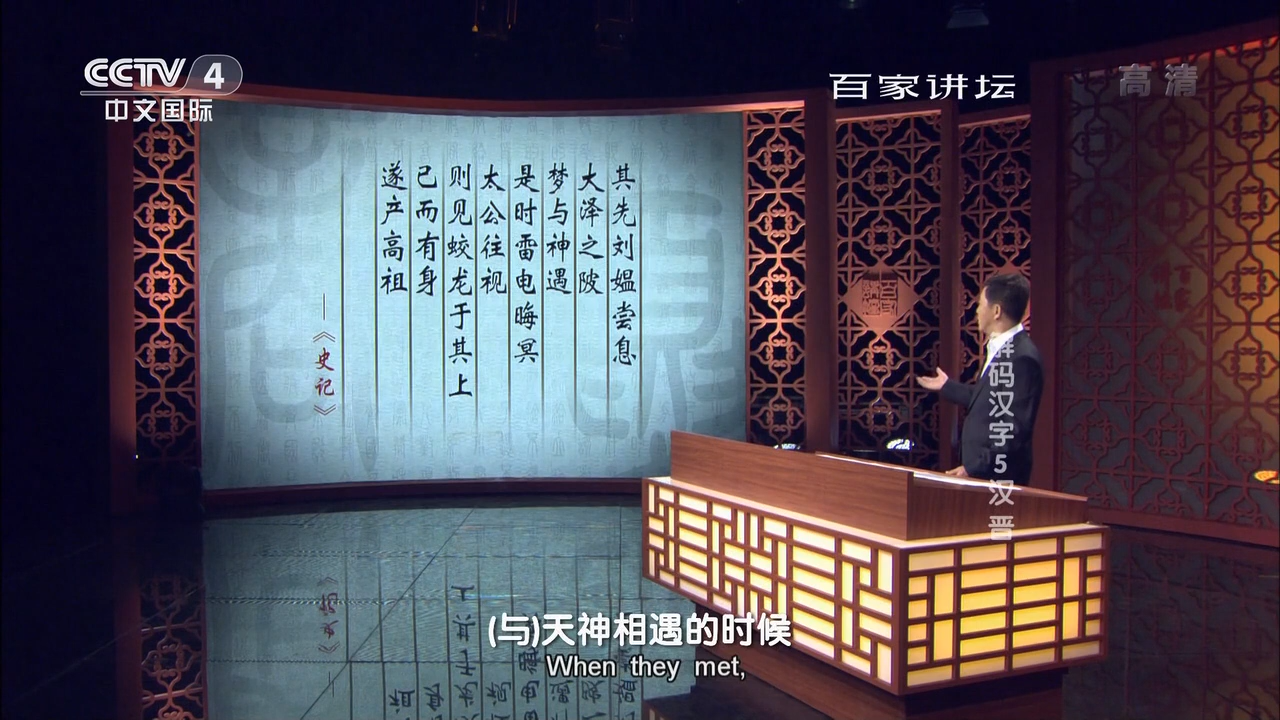 CCTV 4
中文国际
百家讲坛
高清
其先刘媪尝息
大泽之陂
梦与神遇
是时雷电晦冥
太公往视
则见蛟龙于其上
已而有身
遂产高祖
——《史记》
解码汉字5汉 晋
(与)天神相遇的时候
When they met,